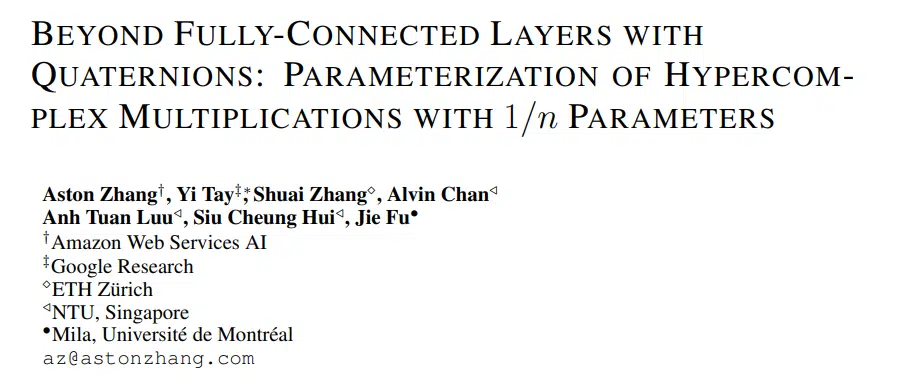 BEYOND FULLY-CONNECTED LAYERS WITH
QUATERNIONS: PARAMETERIZATION OF HYPERCOM-
PLEX MULTIPLICATIONS WITH 1/n PARAMETERS
Aston Zhang†, Yi Tay‡*, Shuai Zhang◇, Alvin Chan◁
Anh Tuan Luu◁, Siu Cheung Hui◁, Jie Fu•
†Amazon Web Services AI
‡Google Research
◇ETH Zürich
◁NTU, Singapore
•Mila, Université de Montréal
az@astonzhang.com